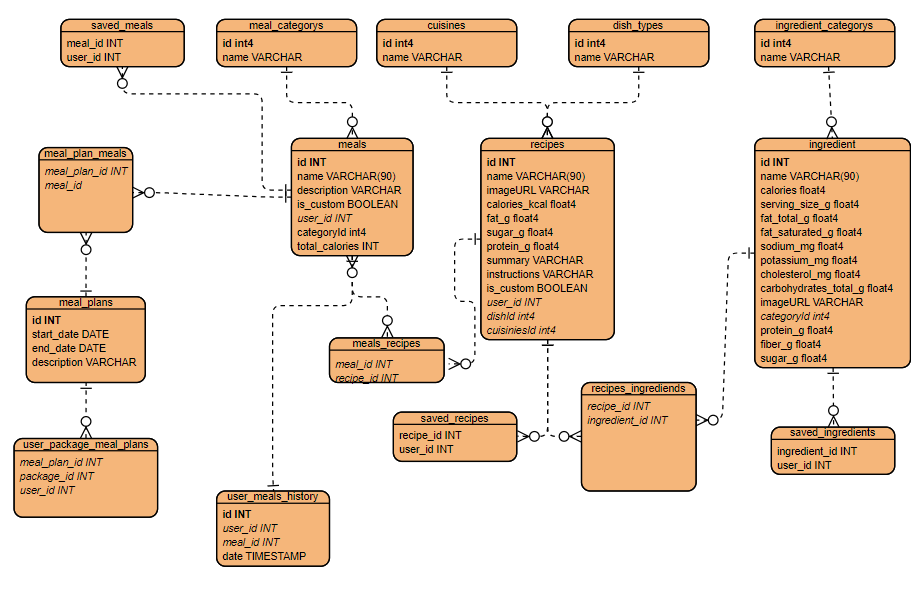 saved_meals
meal_id INT
user_id INT
meal_categorys
id int4
name VARCHAR
cuisines
id int4
name VARCHAR
dish_types
id int4
name VARCHAR
ingredient_categorys
id int4
name VARCHAR
meal_plan_meals
meal_plan_id INT
meal_id
meals
id INT
name VARCHAR(90)
description VARCHAR
is_custom BOOLEAN
user_id INT
categoryId int4
total_calories INT
recipes
id INT
name VARCHAR(90)
imageURL VARCHAR
calories_kcal float4
fat_g float4
sugar_g float4
protein_g float4
summary VARCHAR
instructions VARCHAR
is_custom BOOLEAN
user_id INT
dishId int4
cuisiniesId int4
ingredient
id INT
name VARCHAR(90)
calories float4
serving_size_g float4
fat_total_g float4
fat_saturated_g float4
sodium_mg float4
potassium_mg float4
cholesterol_mg float4
carbohydrates_total_g float4
imageURL VARCHAR
categoryId int4
protein_g float4
fiber_g float4
sugar_g float4
meal_plans
id INT
start_date DATE
end_date DATE
description VARCHAR
meals_recipes
meal_id INT
recipe_id INT
recipes_ingrediends
recipe_id INT
ingredient_id INT
saved_recipes
recipe_id INT
user_id INT
saved_ingredients
ingredient_id INT
user_id INT
user_package_meal_plans
meal_plan_id INT
package_id INT
user_id INT
user_meals_history
id INT
user_id INT
meal_id INT
date TIMESTAMP